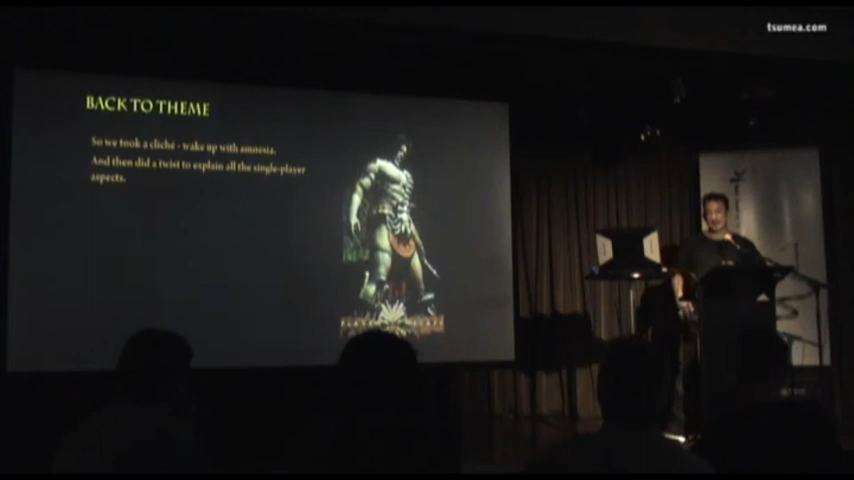 tsumea.com
BACK TO THEME
So we took a cliché - wake up with amnesia.
And then did a twist to explain all the single-player
aspects.